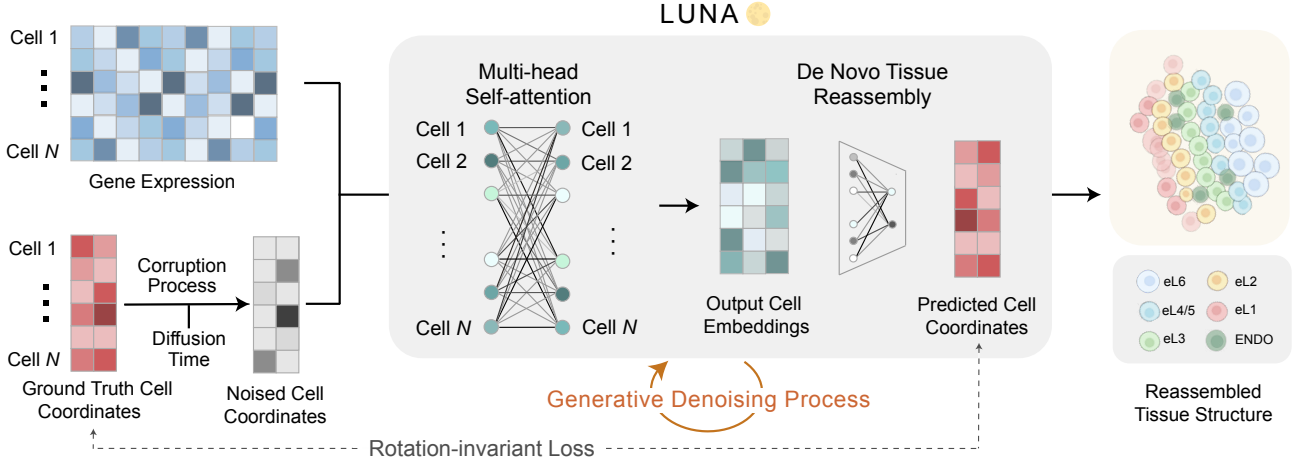 LUNA
Cell 1
Cell N
Gene Expression
Cell 1
Cell N
Ground Truth Cell
Coordinates
Corruption
Process
Diffusion
Time
Noised Cell
Coordinates
Multi-head
Self-attention
Cell 1
Cell 2
Cell N
Cell 1
Cell 2
Cell N
De Novo Tissue
Reassembly
Output Cell
Embeddings
Predicted Cell
Coordinates
Generative Denoising Process
Rotation-invariant Loss
eL6
eL2
eL4/5
eL1
eL3
ENDO
Reassembled
Tissue Structure